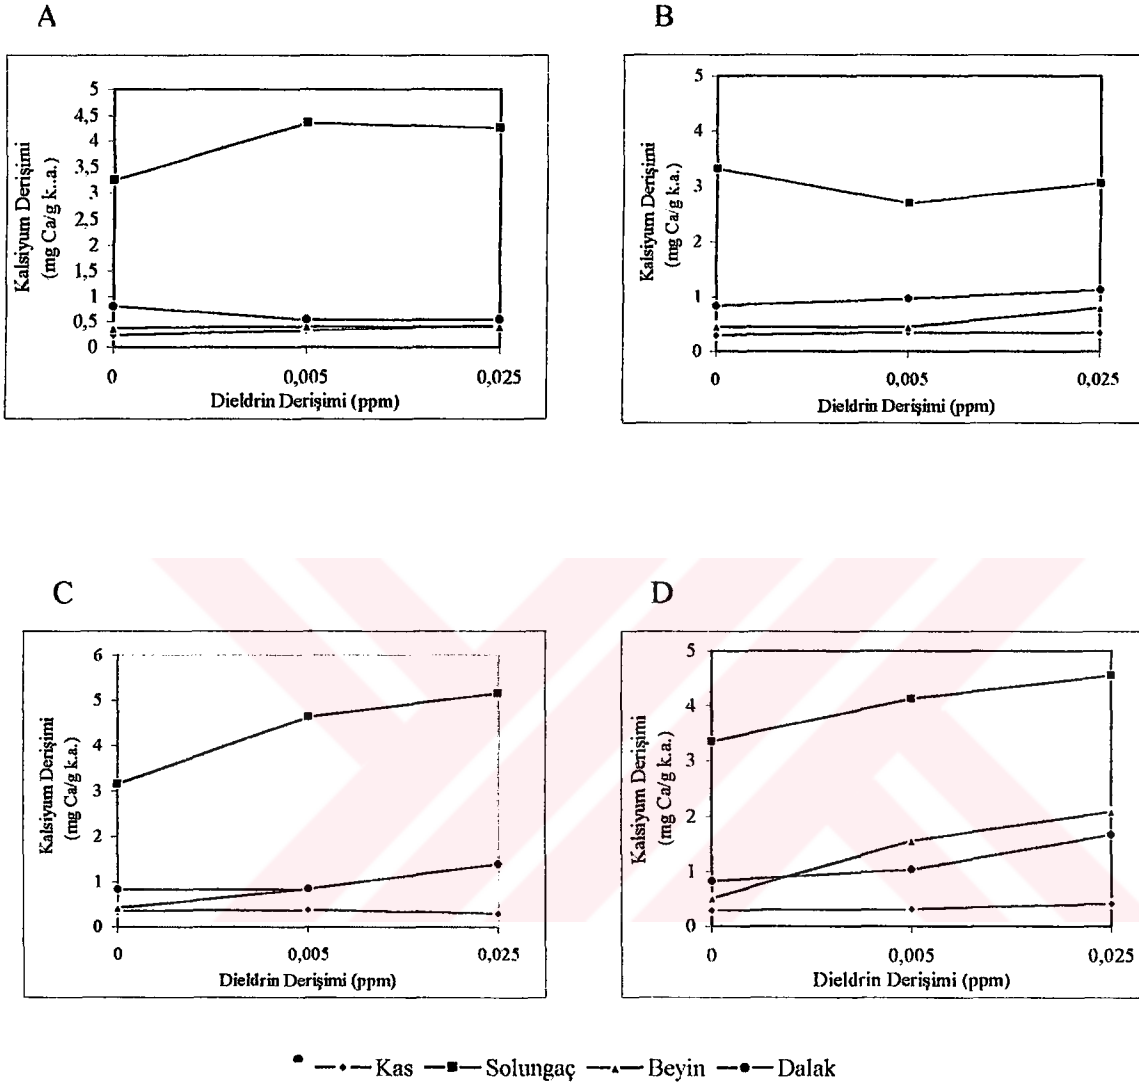 A
5
4,5
4
3,5
3
2,5
2
1,5
1
0,5
0
Kalsiyum Derişimi
(mg Ca/g k..a.)
0 0,005 0,025
Dieldrin Derişimi (ppm)
B
5
4
3
2
1
0
Kalsiyum Derişimi
(mg Ca/g k.a.)
0 0,005 0,025
Dieldrin Derişimi (ppm)
C
6
5
4
3
2
1
0
Kalsiyum Derişimi
(mg Ca/g k.a.)
0 0,005 0,025
Dieldrin Derişimi (ppm)
D
5
4
3
2
1
0
Kalsiyum Derişimi
(mg Ca/g k.a.)
0 0,005 0,025
Dieldrin Derişimi (ppm)
Kas Solungaç Beyin Dalak